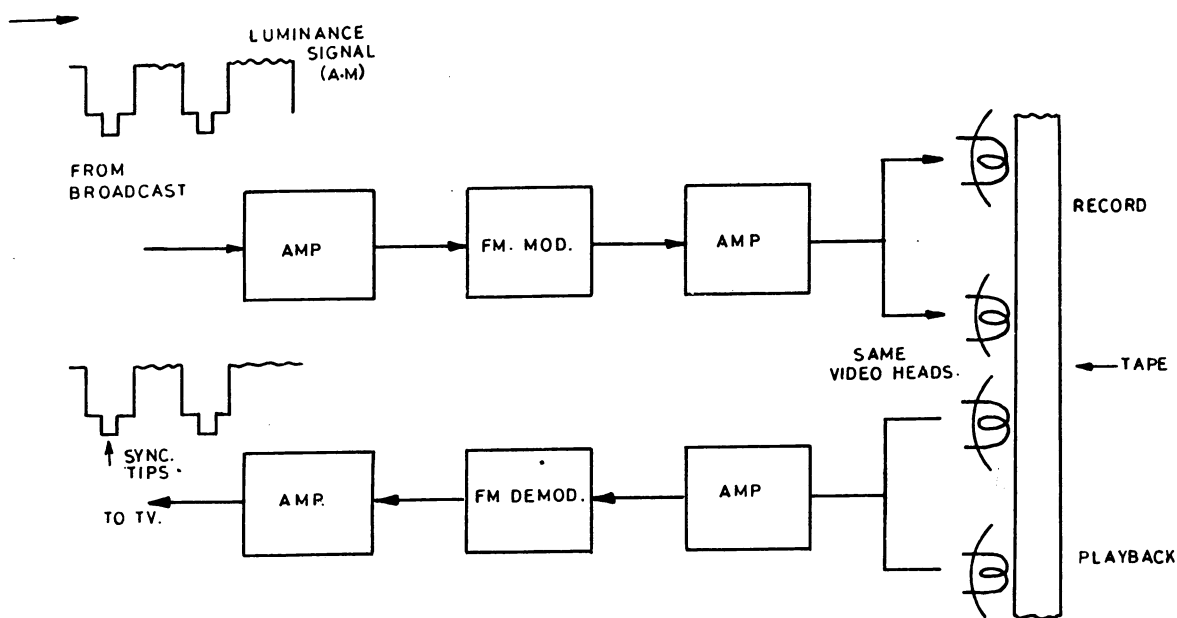 LUMINANCE
SIGNAL
(A.M)
FROM
BROADCAST
AMP
FM. MOD.
AMP
RECORD
SAME
VIDEO HEADS.
TAPE
SYNC.
TIPS.
TO TV.
AMP.
FM DEMOD.
AMP
PLAYBACK